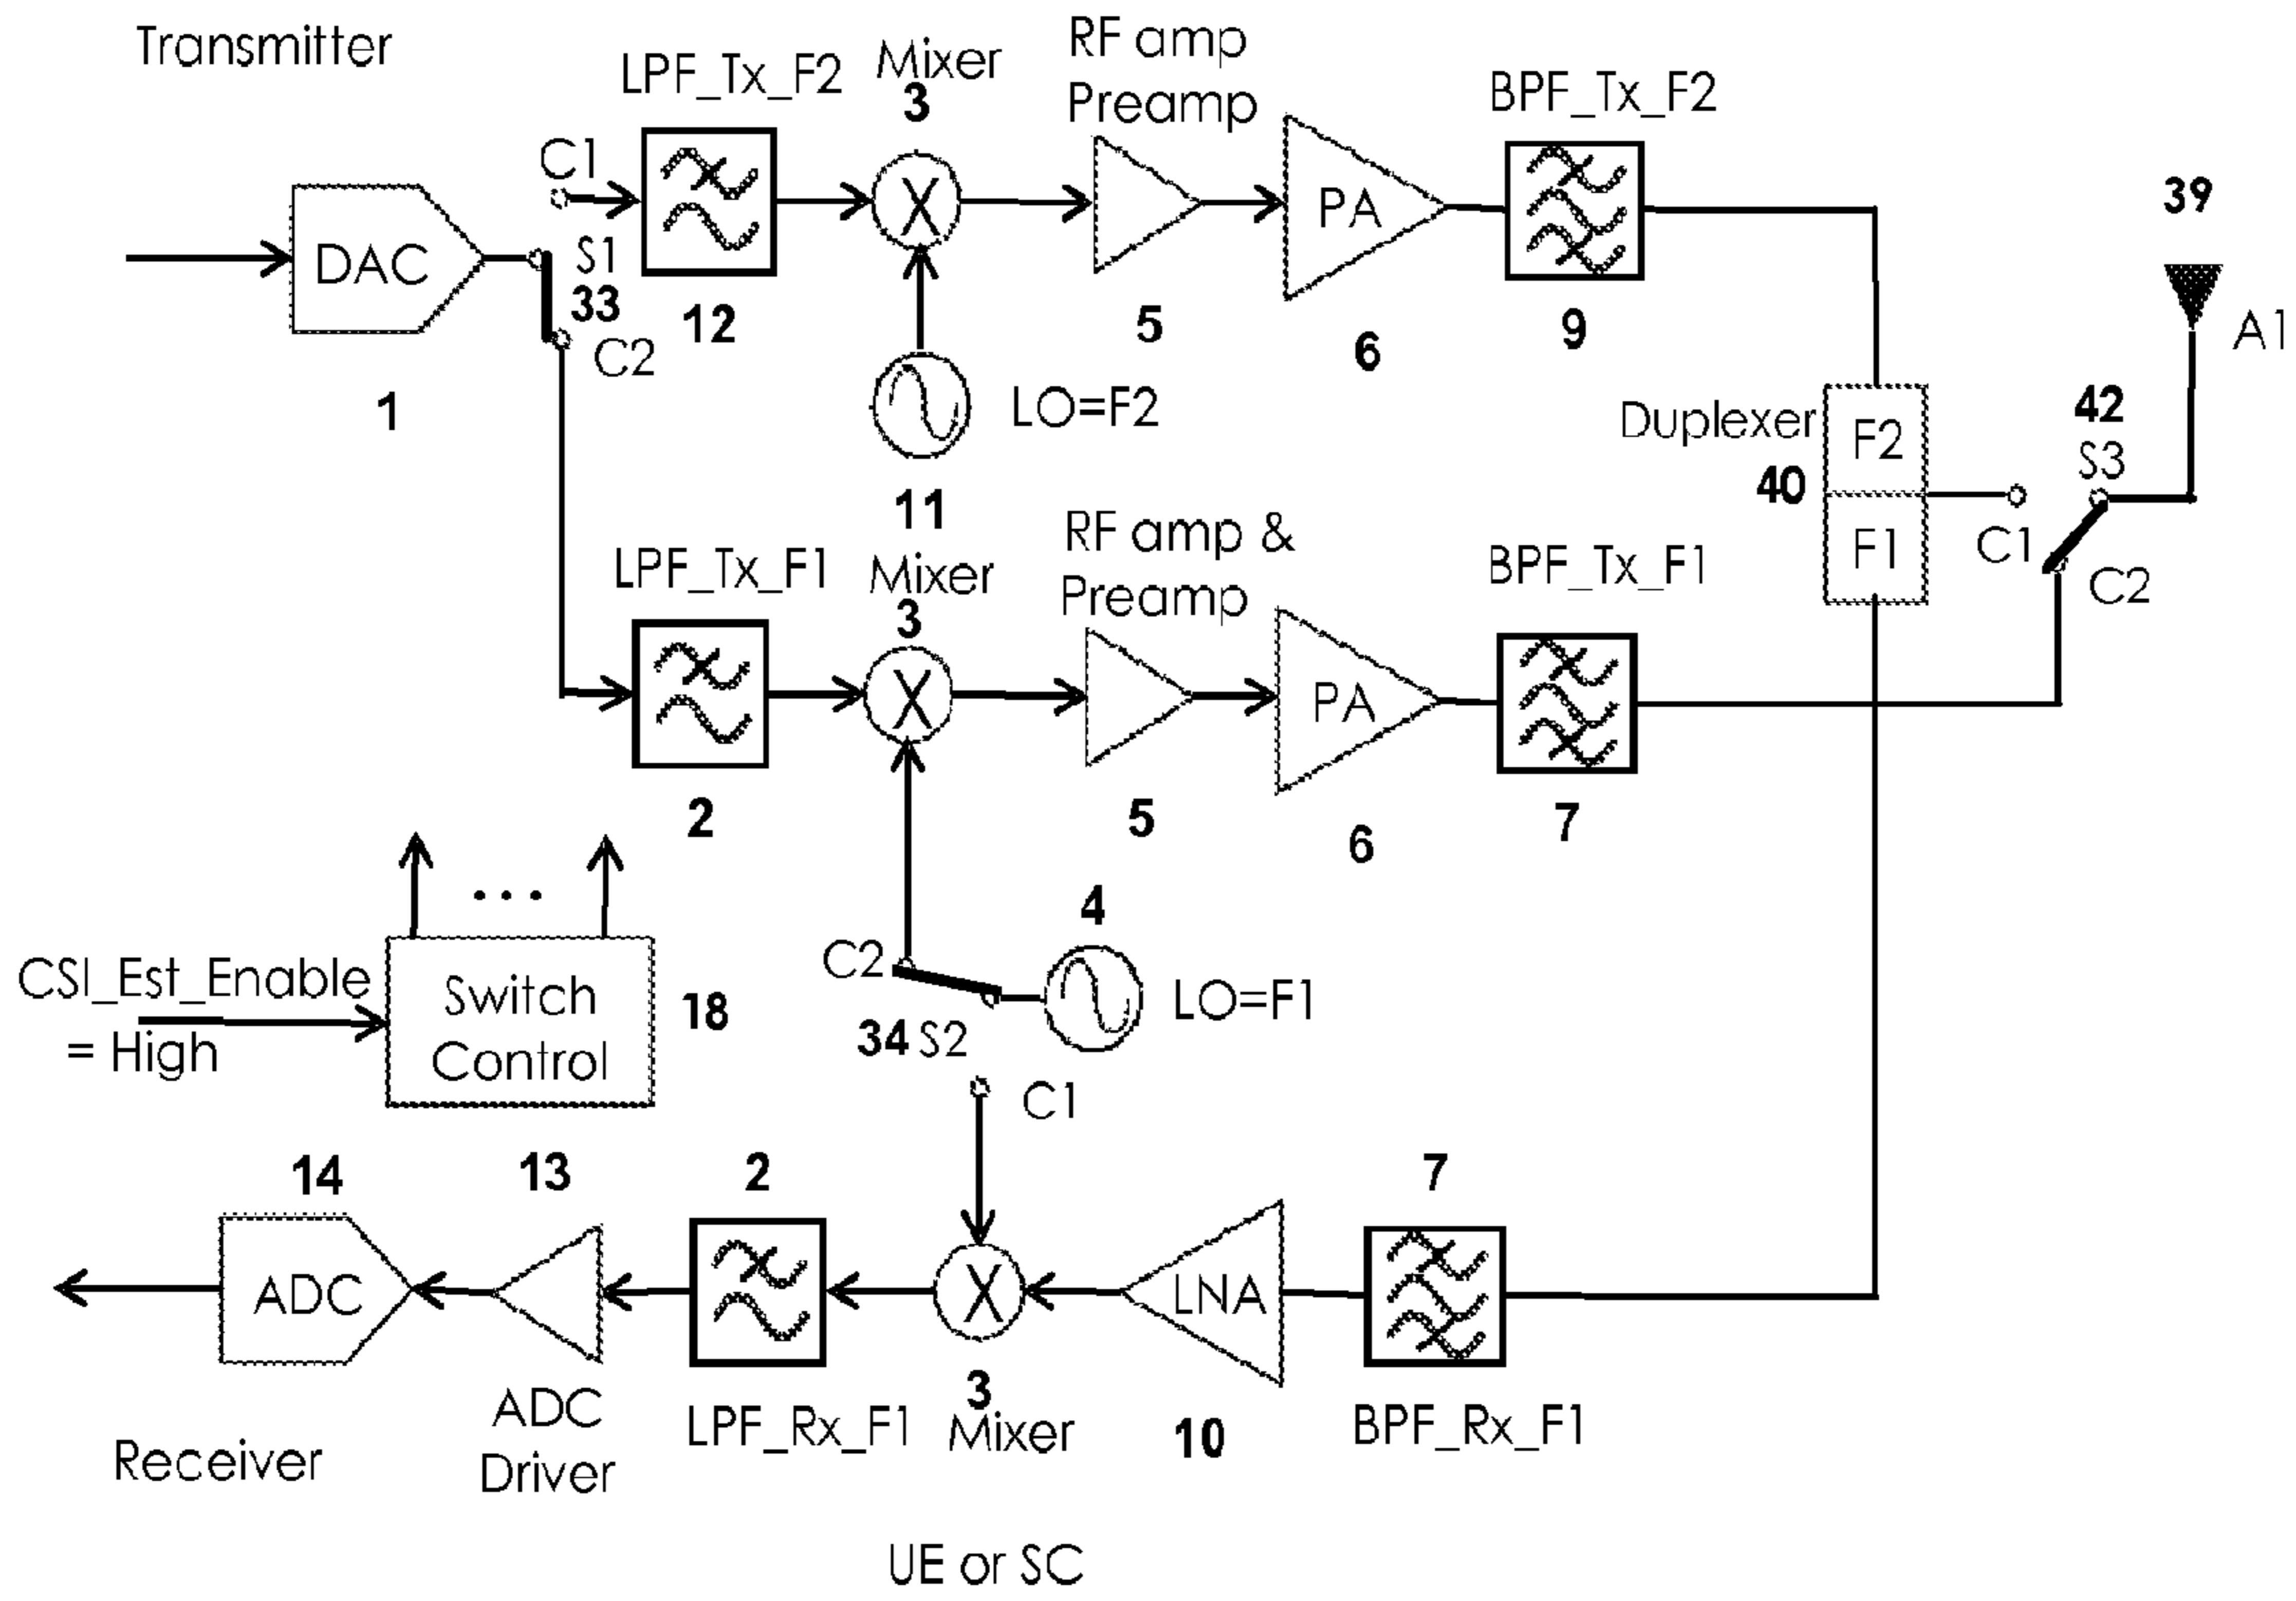 Transmitter
LPF_Tx_F2
Mixer
3
RF amp
Preamp
BPF_Tx_F2
C1
DAC
S1
33
C2
1
12
X
5
PA
6
9
39
A1
LO=F2
11
Duplexer
40
F2
F1
42
S3
C1
C2
LPF_Tx_F1
Mixer
3
RF amp &
Preamp
BPF_Tx_F1
X
PA
2
5
6
7
CSI_Est_Enable
= High
...
Switch
Control
18
C2
34 S2
4
LO=F1
C1
14
13
2
7
ADC
X
LNA
Receiver
ADC
Driver
LPF_Rx_F1
3
Mixer
10
BPF_Rx_F1
UE or SC